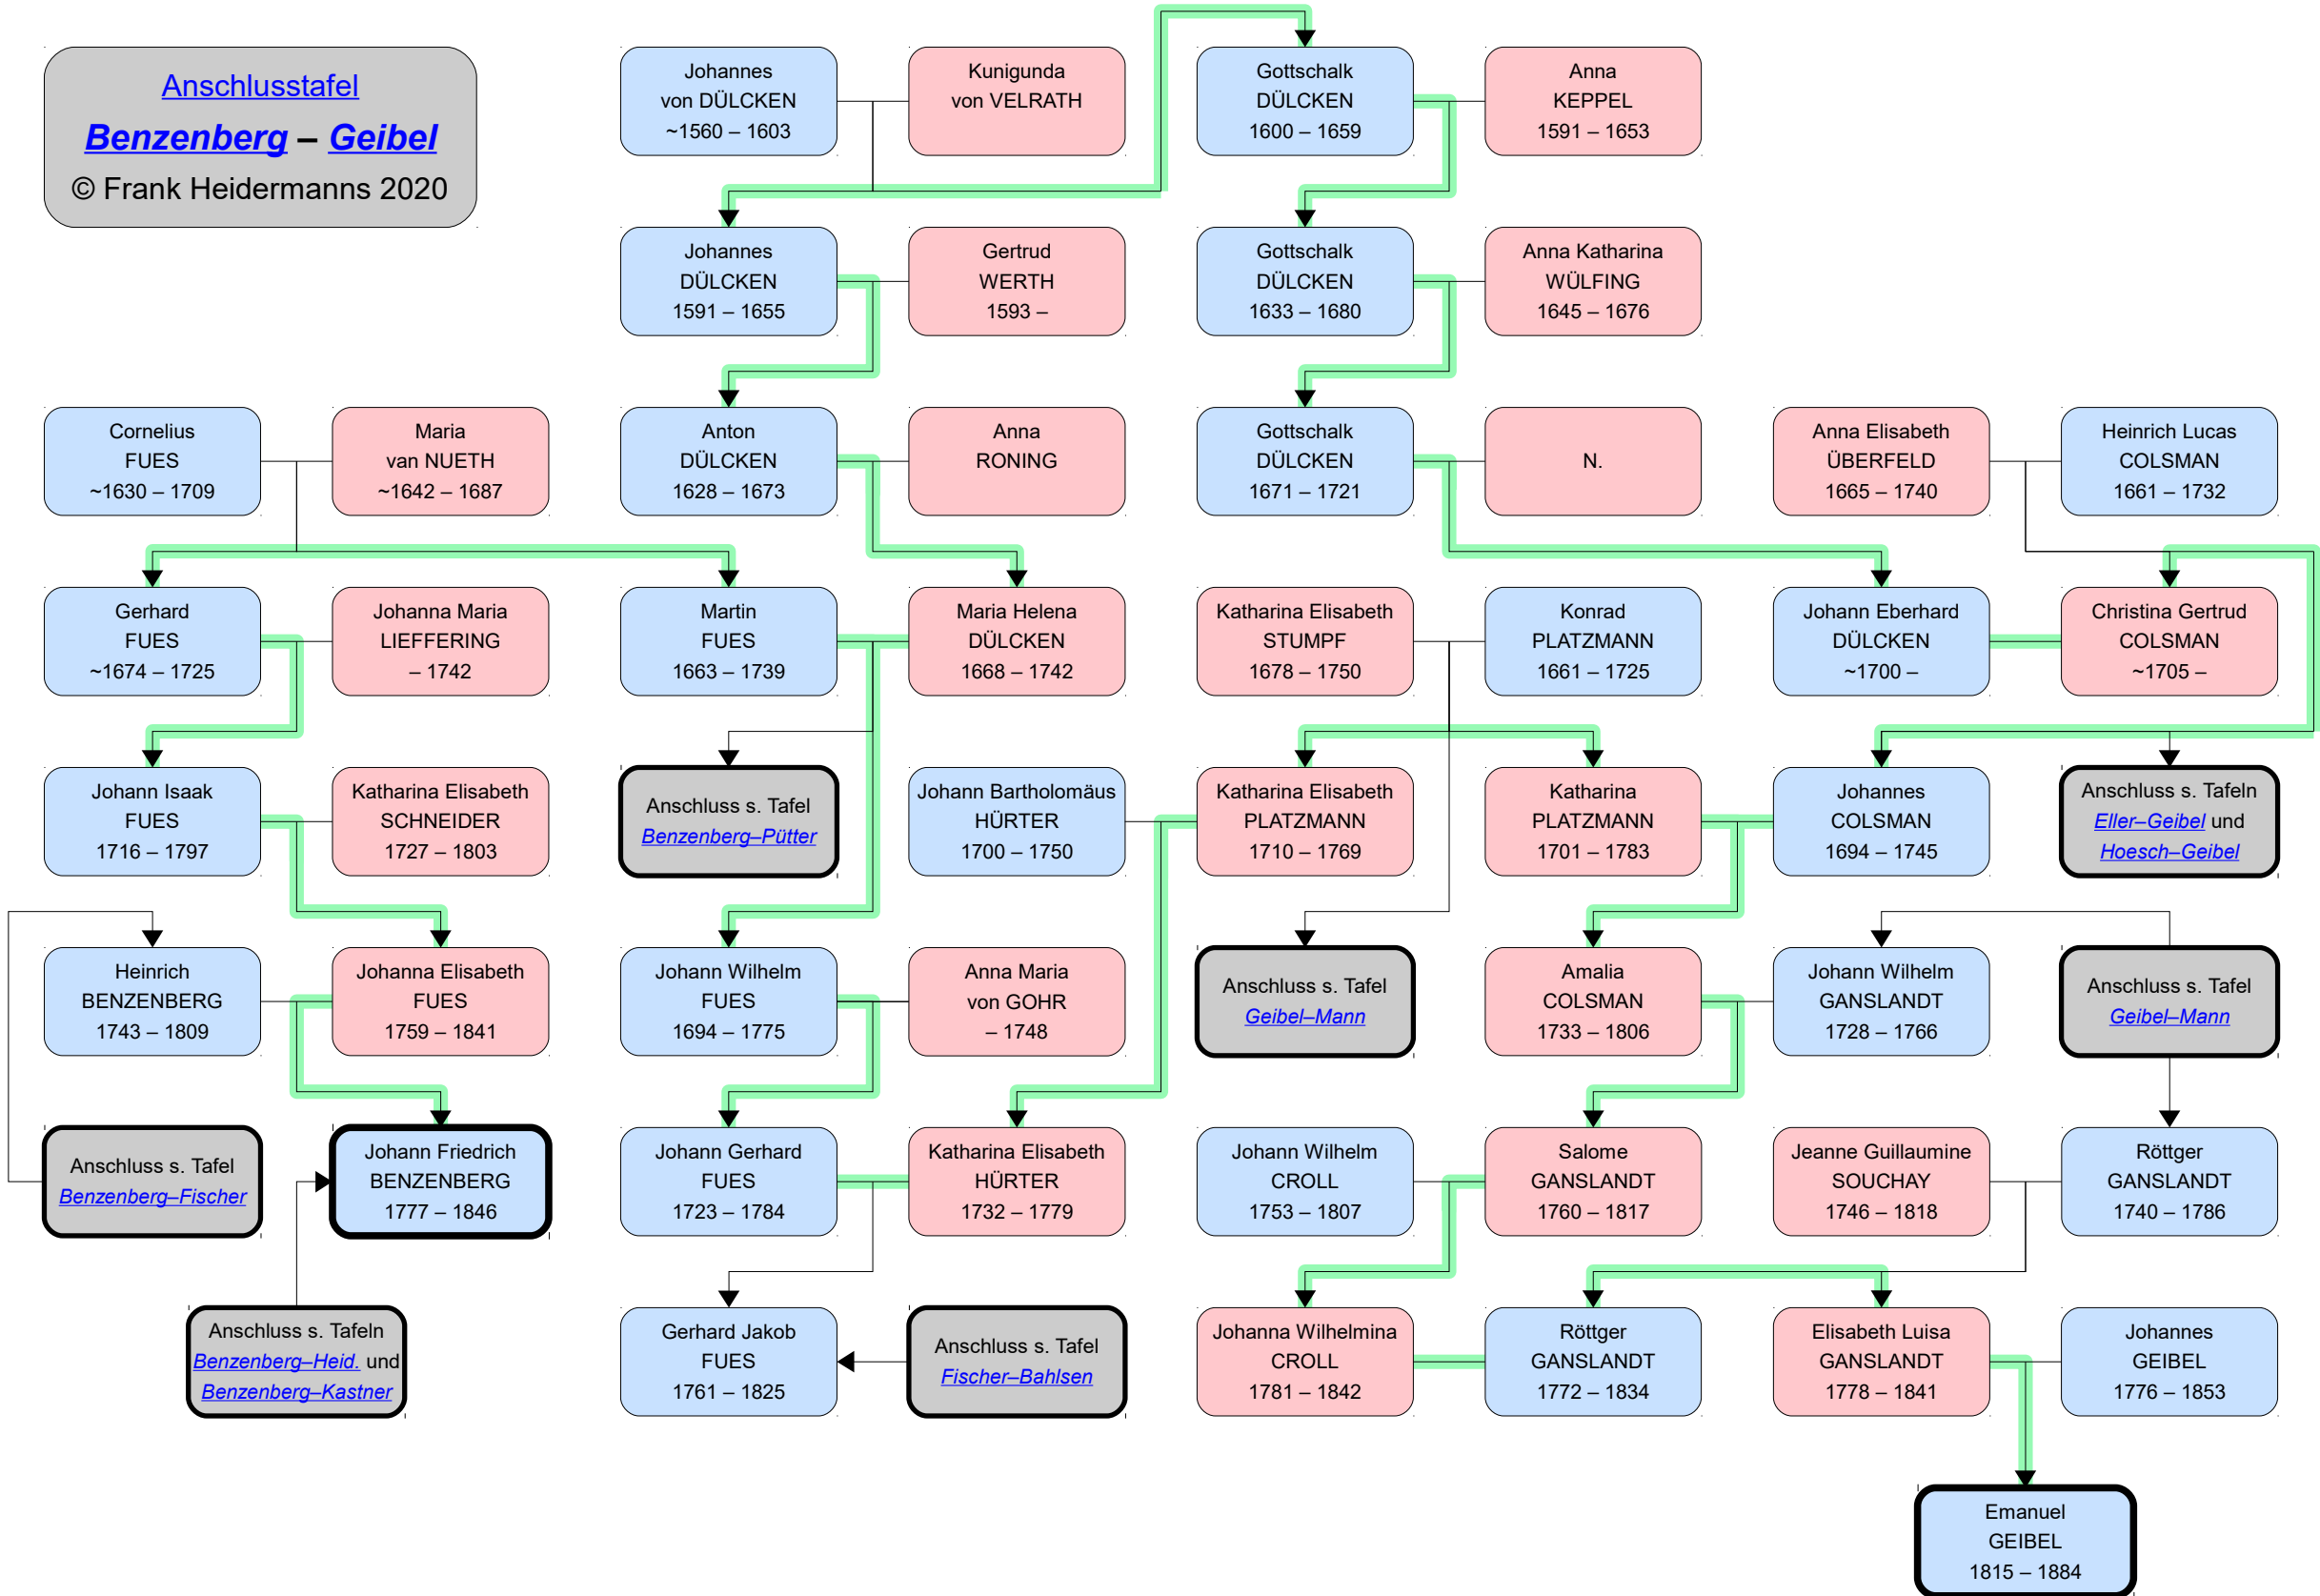 Anschlusstafel
Benzenberg – Geibel
© Frank Heidermanns 2020
Johannes
von DÜLCKEN
~1560 – 1603
Kunigunda
von VELRATH
Gottschalk
DÜLCKEN
1600 – 1659
Anna
KEPPEL
1591 – 1653
Johannes
DÜLCKEN
1591 – 1655
Gertrud
WERTH
1593 –
Gottschalk
DÜLCKEN
1633 – 1680
Anna Katharina
WÜLFING
1645 – 1676
Cornelius
FUES
~1630 – 1709
Maria
van NUETH
~1642 – 1687
Anton
DÜLCKEN
1628 – 1673
Anna
RONING
Gottschalk
DÜLCKEN
1671 – 1721
N.
Anna Elisabeth
ÜBERFELD
1665 – 1740
Heinrich Lucas
COLSMAN
1661 – 1732
Gerhard
FUES
~1674 – 1725
Johanna Maria
LIEFFERING
– 1742
Martin
FUES
1663 – 1739
Maria Helena
DÜLCKEN
1668 – 1742
Katharina Elisabeth
STUMPF
1678 – 1750
Konrad
PLATZMANN
1661 – 1725
Johann Eberhard
DÜLCKEN
~1700 –
Christina Gertrud
COLSMAN
~1705 –
Johann Isaak
FUES
1716 – 1797
Katharina Elisabeth
SCHNEIDER
1727 – 1803
Anschluss s. Tafel
Benzenberg–Pütter
Johann Bartholomäus
HÜRTER
1700 – 1750
Katharina Elisabeth
PLATZMANN
1710 – 1769
Katharina
PLATZMANN
1701 – 1783
Johannes
COLSMAN
1694 – 1745
Anschluss s. Tafeln
Eller–Geibel und
Hoesch–Geibel
Heinrich
BENZENBERG
1743 – 1809
Johanna Elisabeth
FUES
1759 – 1841
Johann Wilhelm
FUES
1694 – 1775
Anna Maria
von GOHR
– 1748
Anschluss s. Tafel
Geibel–Mann
Amalia
COLSMAN
1733 – 1806
Johann Wilhelm
GANSLANDT
1728 – 1766
Anschluss s. Tafel
Geibel–Mann
Anschluss s. Tafel
Benzenberg–Fischer
Johann Friedrich
BENZENBERG
1777 – 1846
Johann Gerhard
FUES
1723 – 1784
Katharina Elisabeth
HÜRTER
1732 – 1779
Johann Wilhelm
CROLL
1753 – 1807
Salome
GANSLANDT
1760 – 1817
Jeanne Guillaumine
SOUCHAY
1746 – 1818
Röttger
GANSLANDT
1740 – 1786
Anschluss s. Tafeln
Benzenberg–Heid. und
Benzenberg–Kastner
Gerhard Jakob
FUES
1761 – 1825
Anschluss s. Tafel
Fischer–Bahlsen
Johanna Wilhelmina
CROLL
1781 – 1842
Röttger
GANSLANDT
1772 – 1834
Elisabeth Luisa
GANSLANDT
1778 – 1841
Johannes
GEIBEL
1776 – 1853
Emanuel
GEIBEL
1815 – 1884